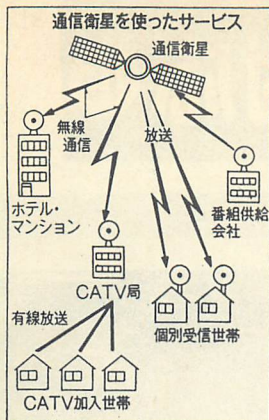 通信衛星を使ったサービス
通信衛星
無線
通信
放送
ホテル・
マンション
番組供給
会社
CATV局
個別受信世帯
有線放送
CATV加入世帯